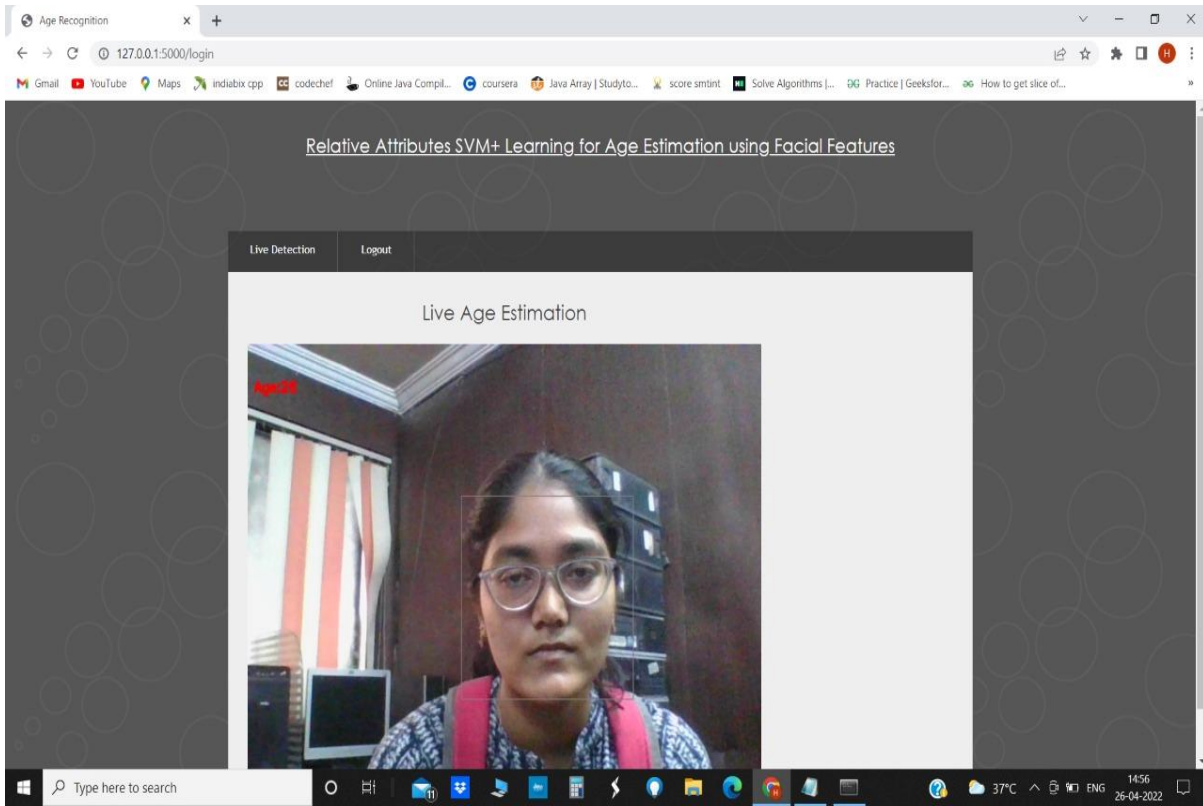 Age Recognition
127.0.0.1:5000/login
Gmail YouTube Maps indiabix cpp codechef Online Java Compil... coursera Java Array | Studyto... score smtint Solve Algorithms |... Practice | Geeksfor... How to get slice of... »
Relative Attributes SVM+ Learning for Age Estimation using Facial Features
Live Detection Logout
Live Age Estimation
Type here to search
11
37°C ENG
14:56
26-04-2022